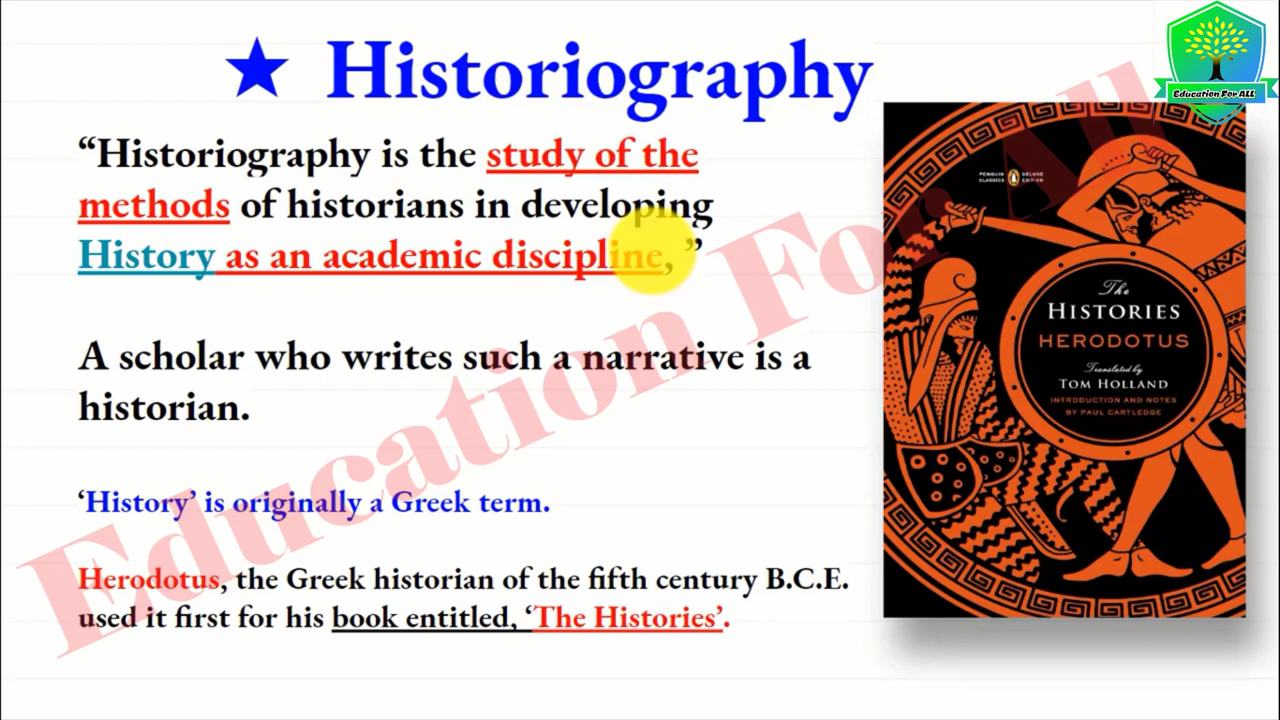 ★ Historiography
Education For ALL
“Historiography is the study of the
methods of historians in developing
History as an academic discipline,”
A scholar who writes such a narrative is a
historian.
‘History’ is originally a Greek term.
Herodotus, the Greek historian of the fifth century B.C.E.
used it first for his book entitled, ‘The Histories’.
PENGUIN DELUXE
CLASSICS EDITION
The
HISTORIES
HERODOTUS
Translated by
TOM HOLLAND
INTRODUCTION AND NOTES
BY PAUL CARTLEDGE
Education For All